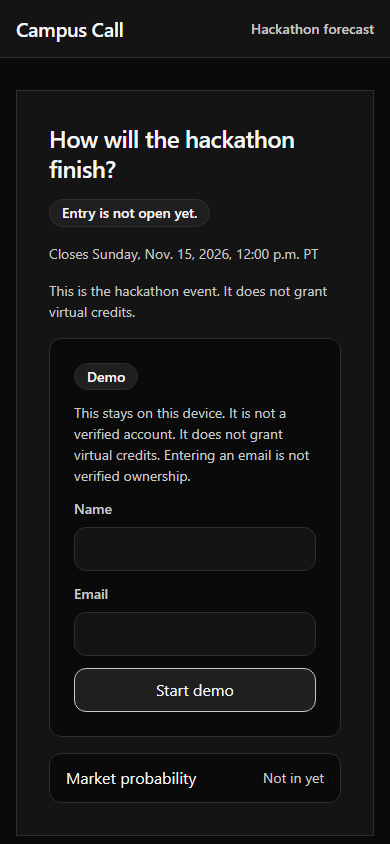 Campus Call
Hackathon forecast
How will the hackathon
finish?
Entry is not open yet.
Closes Sunday, Nov. 15, 2026, 12:00 p.m. PT
This is the hackathon event. It does not grant
virtual credits.
Demo
This stays on this device. It is not a
verified account. It does not grant
virtual credits. Entering an email is not
verified ownership.
Name
Email
Start demo
Market probability
Not in yet